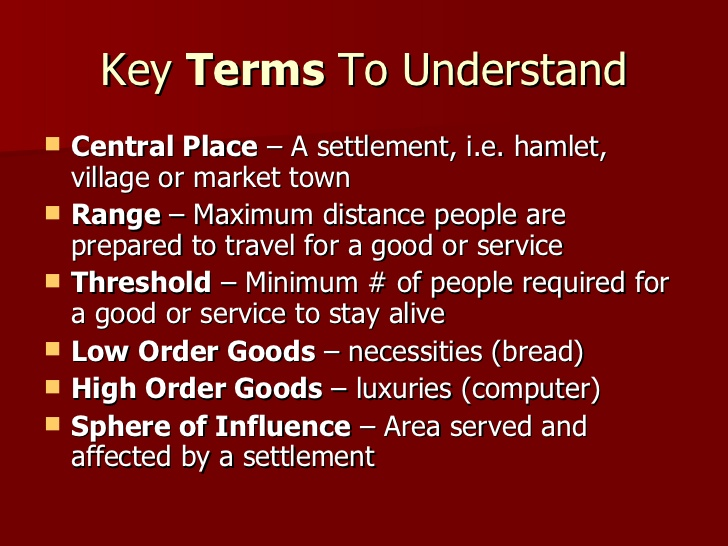 Key Terms To Understand
Central Place – A settlement, i.e. hamlet,
village or market town
Range – Maximum distance people are
prepared to travel for a good or service
Threshold – Minimum # of people required for
a good or service to stay alive
Low Order Goods – necessities (bread)
High Order Goods – luxuries (computer)
Sphere of Influence – Area served and
affected by a settlement